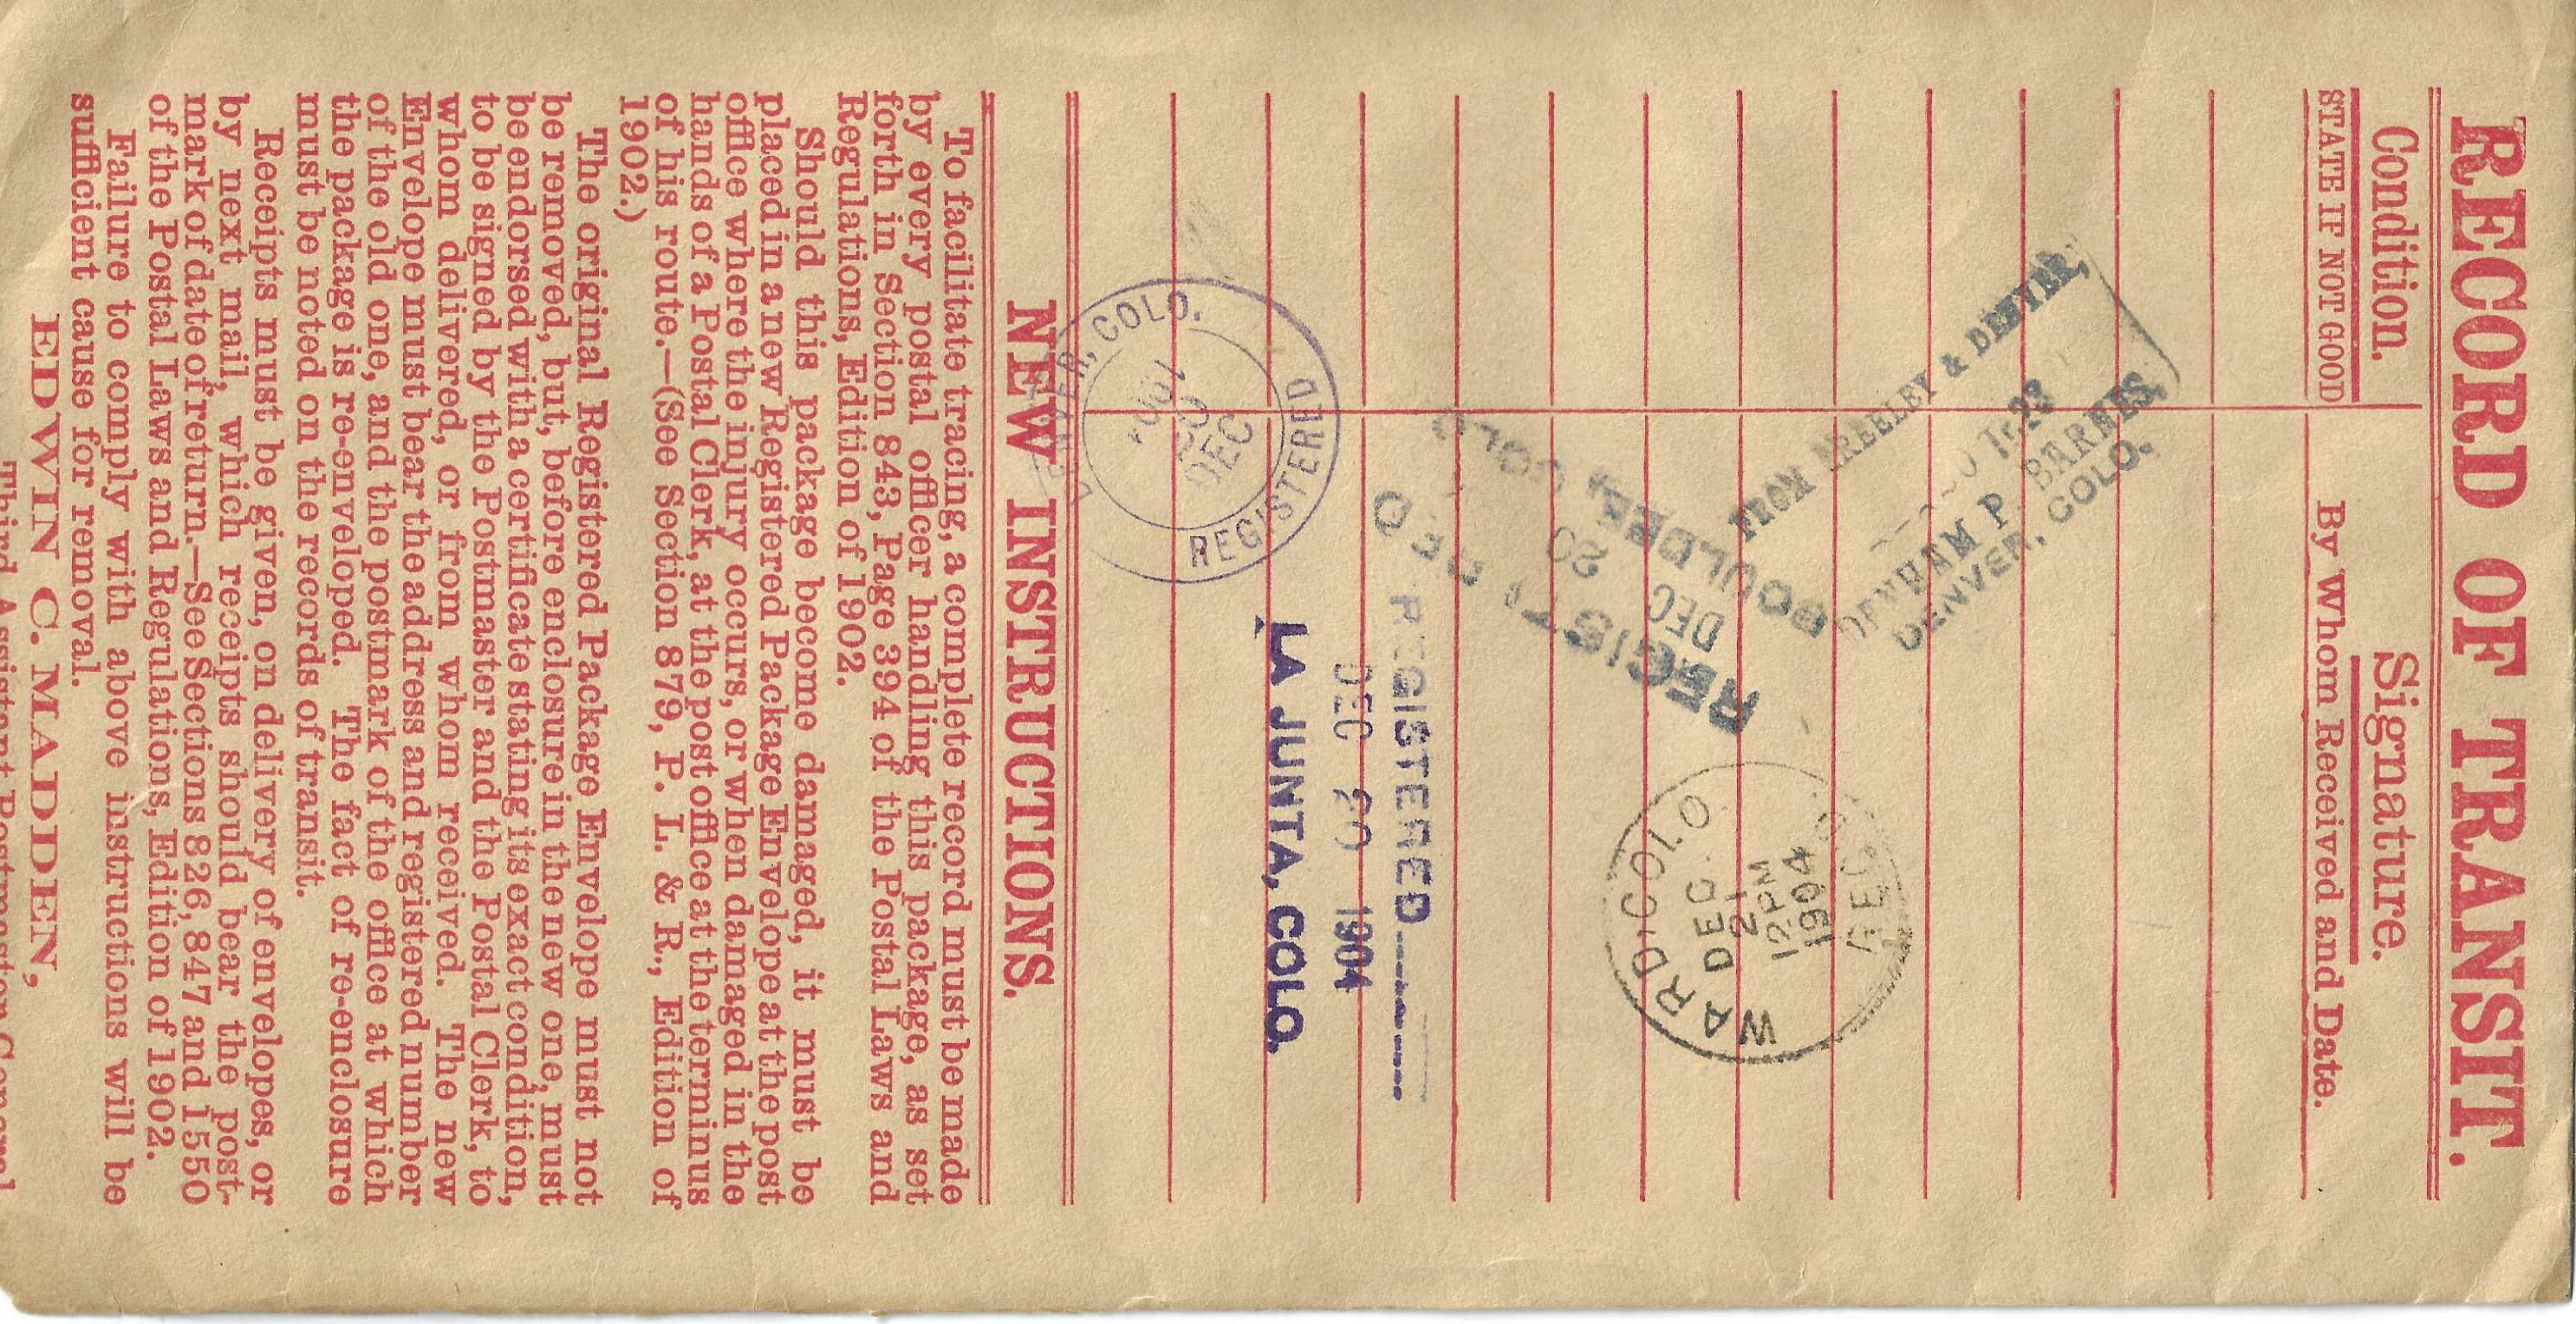 RECORD OF TRANSIT.
Condition.
STATE IF NOT GOOD
Signature.
By Whom Received and Date.
FROM GREELEY & DENVER,
Tr 23
P. BARNES,
DENVER, COLO.
WARD, COLO.
DEC.
21
12 PM
1904
REC'D
REGIST'D
DEC
20
BOULDER, COLO
REGISTERED
DEC 20 1904
LA JUNTA, COLO.
DENVER, COLO.
REGISTERED
DEC
20
NEW INSTRUCTIONS.
To facilitate tracing, a complete record must be made
by every postal officer handling this package, as set
forth in Section 843, Page 394 of the Postal Laws and
Regulations, Edition of 1902.
Should this package become damaged, it must be
placed in a new Registered Package Envelope at the post
office where the injury occurs, or when damaged in the
hands of a Postal Clerk, at the post office at the terminus
of his route.—(See Section 879, P. L. & R., Edition of
1902.)
The original Registered Package Envelope must not
be removed, but, before enclosure in the new one, must
be endorsed with a certificate stating its exact condition,
to be signed by the Postmaster and the Postal Clerk, to
whom delivered, or from whom received. The new
Envelope must bear the address and registered number
of the old one, and the postmark of the office at which
the package is re-enveloped. The fact of re-enclosure
must be noted on the records of transit.
Receipts must be given, on delivery of envelopes, or
by next mail, which receipts should bear the post-
mark of date of return.—See Sections 826, 847 and 1550
of the Postal Laws and Regulations, Edition of 1902.
Failure to comply with above instructions will be
sufficient cause for removal.
EDWIN C. MADDEN,
Third Assistant Postmaster General